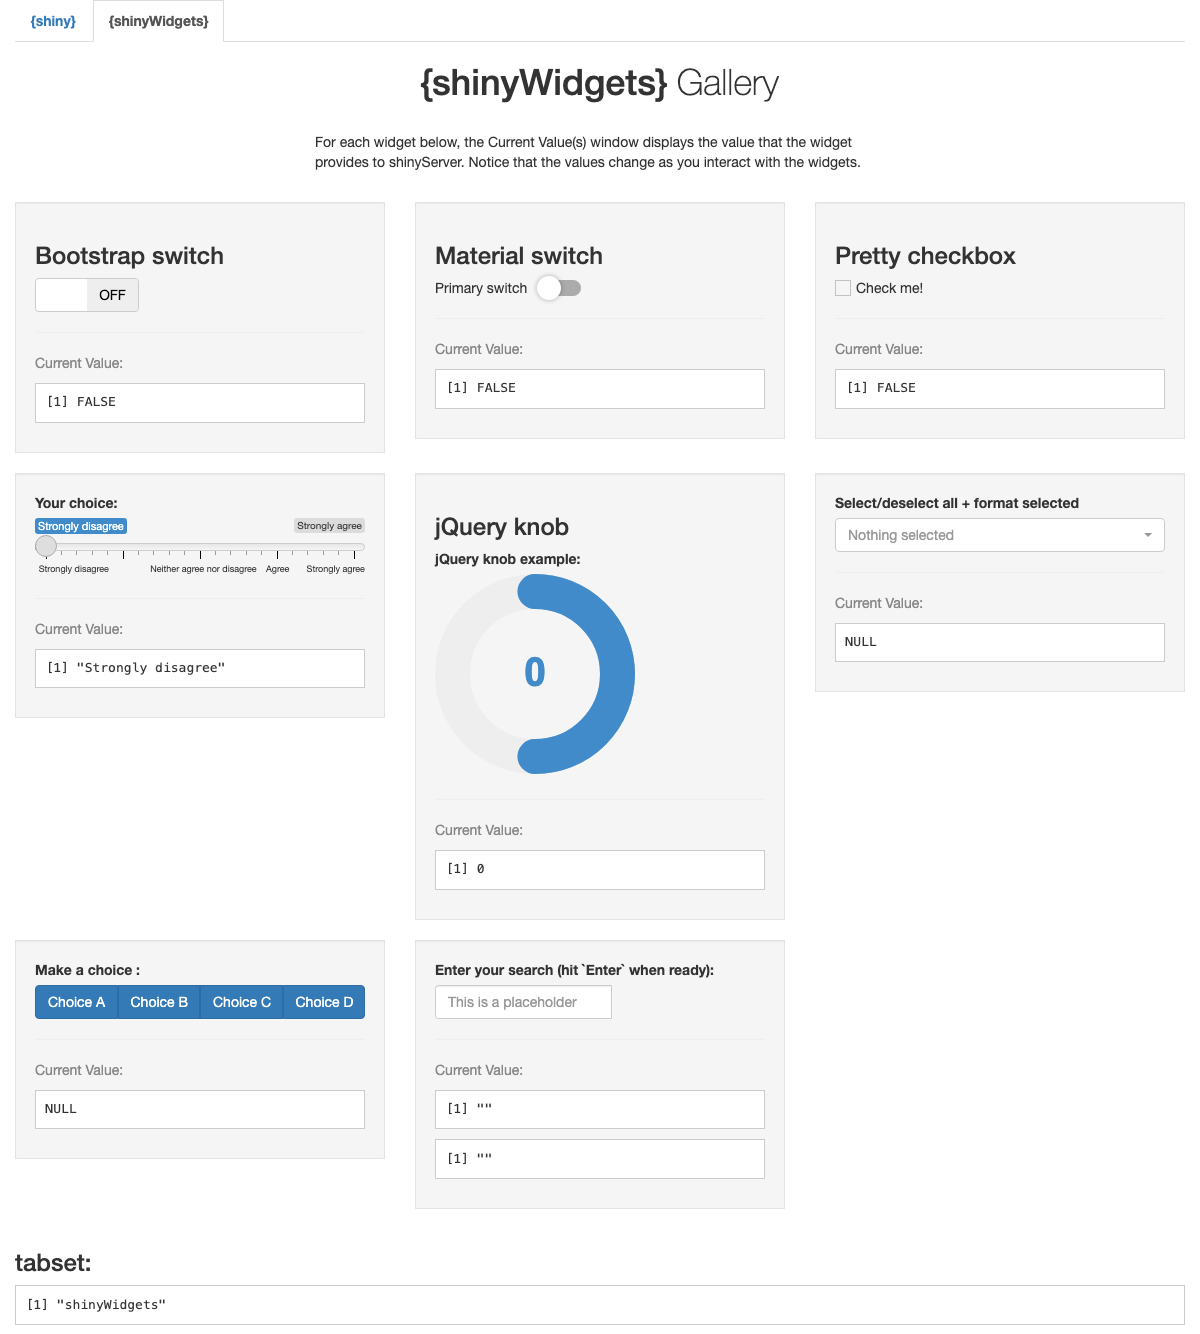 {shiny}
{shinyWidgets}
{shinyWidgets} Gallery
For each widget below, the Current Value(s) window displays the value that the widget
provides to shinyServer. Notice that the values change as you interact with the widgets.
Bootstrap switch
OFF
Current Value:
[1] FALSE
Material switch
Primary switch
Current Value:
[1] FALSE
Pretty checkbox
Check me!
Current Value:
[1] FALSE
Your choice:
Strongly disagree
Strongly agree
Strongly disagree
Neither agree nor disagree
Agree
Strongly agree
Current Value:
[1] "Strongly disagree"
jQuery knob
jQuery knob example:
0
Current Value:
[1] 0
Select/deselect all + format selected
Nothing selected
Current Value:
NULL
Make a choice :
Choice A
Choice B
Choice C
Choice D
Current Value:
NULL
Enter your search (hit `Enter` when ready):
This is a placeholder
Current Value:
[1] ""
[1] ""
tabset:
[1] "shinyWidgets"